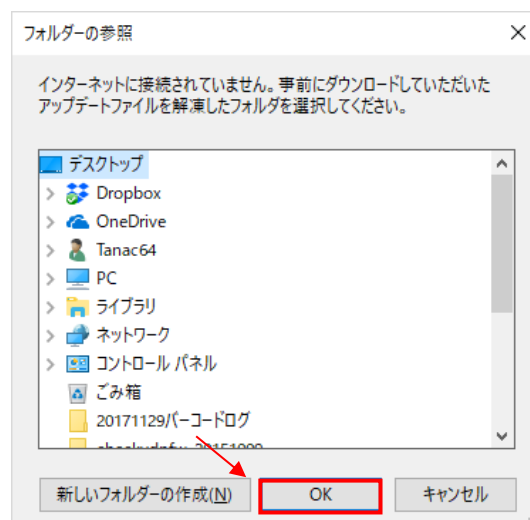 フォルダーの参照
インターネットに接続されていません。事前にダウンロードしていただいた
アップデートファイルを解凍したフォルダを選択してください。
デスクトップ
Dropbox
OneDrive
Tanac64
PC
ライブラリ
ネットワーク
コントロール パネル
ごみ箱
20171129バーコードログ
新しいフォルダーの作成(N)
OK
キャンセル